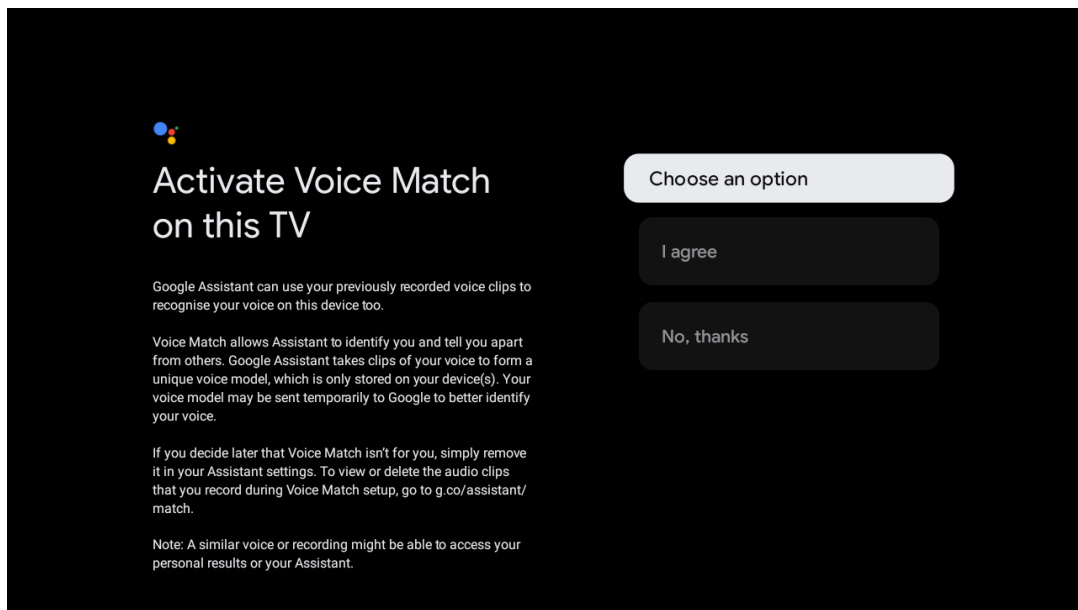 Activate Voice Match
on this TV
Google Assistant can use your previously recorded voice clips to
recognise your voice on this device too.
Voice Match allows Assistant to identify you and tell you apart
from others. Google Assistant takes clips of your voice to form a
unique voice model, which is only stored on your device(s). Your
voice model may be sent temporarily to Google to better identify
your voice.
If you decide later that Voice Match isn’t for you, simply remove
it in your Assistant settings. To view or delete the audio clips
that you record during Voice Match setup, go to g.co/assistant/
match.
Note: A similar voice or recording might be able to access your
personal results or your Assistant.
Choose an option
I agree
No, thanks